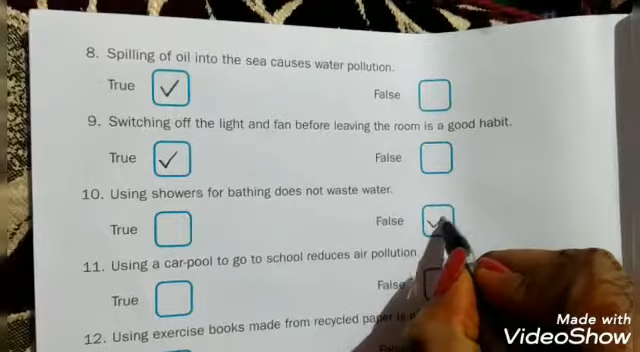 8. Spilling of oil into the sea causes water pollution.
True ✓ False
9. Switching off the light and fan before leaving the room is a good habit.
True ✓ False
10. Using showers for bathing does not waste water.
True False ✓
11. Using a car-pool to go to school reduces air pollution.
True False
12. Using exercise books made from recycled paper is a
False
Made with
VideoShow